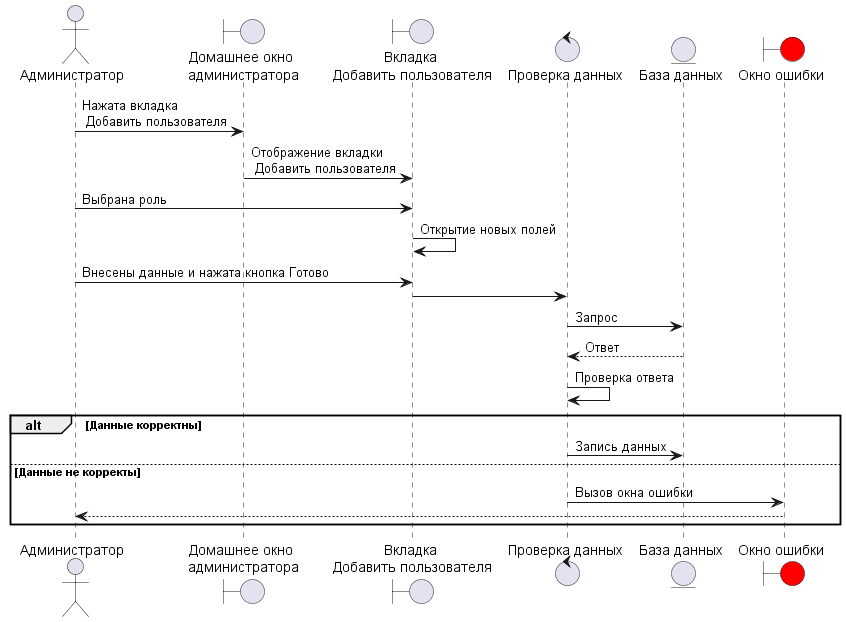 Администратор
Домашнее окно
администратора
Вкладка
Добавить пользователя
Проверка данных
База данных
Окно ошибки
Нажата вкладка
Добавить пользователя
Отображение вкладки
Добавить пользователя
Выбрана роль
Открытие новых полей
Внесены данные и нажата кнопка Готово
Запрос
Ответ
Проверка ответа
alt [Данные корректны]
Запись данных
[Данные не корректы]
Вызов окна ошибки
Администратор
Домашнее окно
администратора
Вкладка
Добавить пользователя
Проверка данных
База данных
Окно ошибки